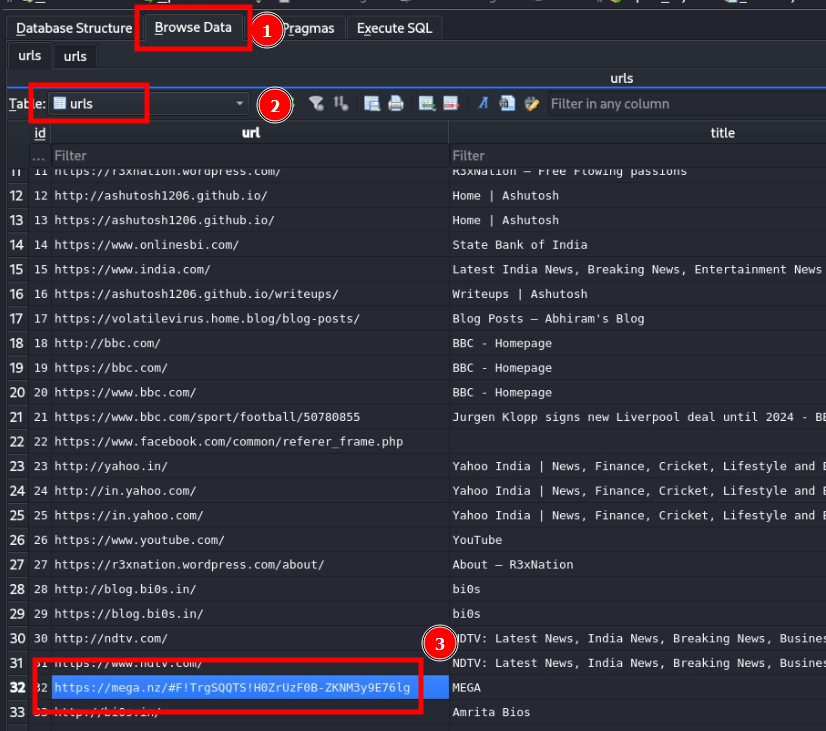 Database Structure Browse Data 1 Pragmas Execute SQL
urls urls
urls
Table: urls 2 Filter in any column
id url title
... Filter Filter
11 11 https://r3xnation.wordpress.com/ R3xNation – Free Flowing passions
12 12 http://ashutosh1206.github.io/ Home | Ashutosh
13 13 https://ashutosh1206.github.io/ Home | Ashutosh
14 14 https://www.onlinesbi.com/ State Bank of India
15 15 https://www.india.com/ Latest India News, Breaking News, Entertainment News
16 16 https://ashutosh1206.github.io/writeups/ Writeups | Ashutosh
17 17 https://volatilevirus.home.blog/blog-posts/ Blog Posts – Abhiram's Blog
18 18 http://bbc.com/ BBC - Homepage
19 19 https://bbc.com/ BBC - Homepage
20 20 https://www.bbc.com/ BBC - Homepage
21 21 https://www.bbc.com/sport/football/50780855 Jurgen Klopp signs new Liverpool deal until 2024 - BB
22 22 https://www.facebook.com/common/referer_frame.php
23 23 http://yahoo.in/ Yahoo India | News, Finance, Cricket, Lifestyle and E
24 24 http://in.yahoo.com/ Yahoo India | News, Finance, Cricket, Lifestyle and E
25 25 https://in.yahoo.com/ Yahoo India | News, Finance, Cricket, Lifestyle and E
26 26 https://www.youtube.com/ YouTube
27 27 https://r3xnation.wordpress.com/about/ About – R3xNation
28 28 http://blog.bi0s.in/ bi0s
29 29 https://blog.bi0s.in/ bi0s
30 30 http://ndtv.com/ 3 NDTV: Latest News, India News, Breaking News, Busines
31 31 https://www.ndtv.com/ NDTV: Latest News, India News, Breaking News, Busines
32 32 https://mega.nz/#F!TrgSQQTS!H0ZrUzF0B-ZKNM3y9E76lg MEGA
33 33 http://bi0s.in/ Amrita Bios